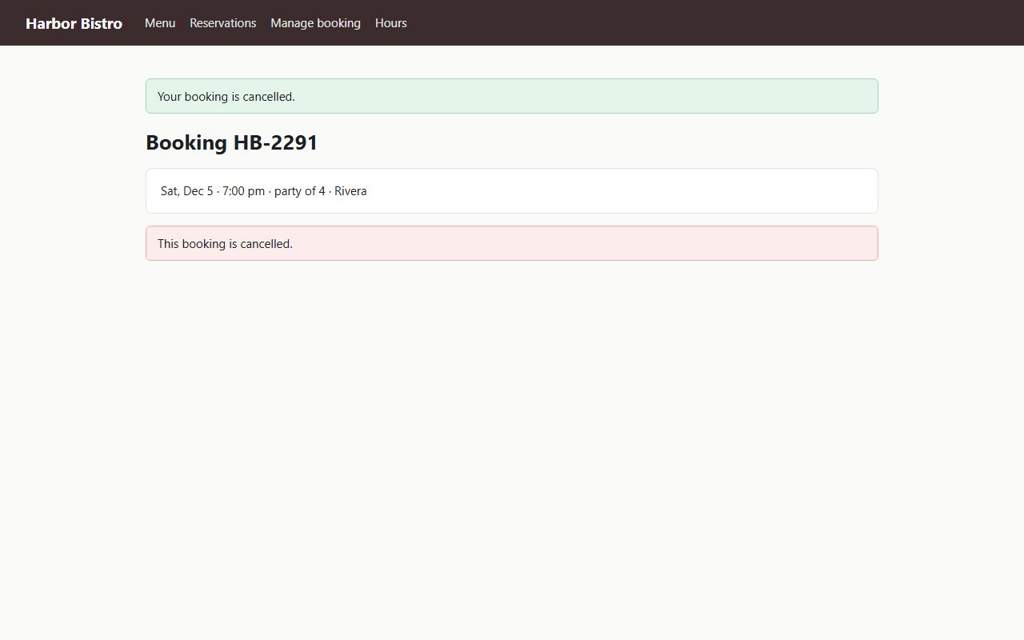 Harbor Bistro Menu Reservations Manage booking Hours
Your booking is cancelled.
Booking HB-2291
Sat, Dec 5 · 7:00 pm · party of 4 · Rivera
This booking is cancelled.